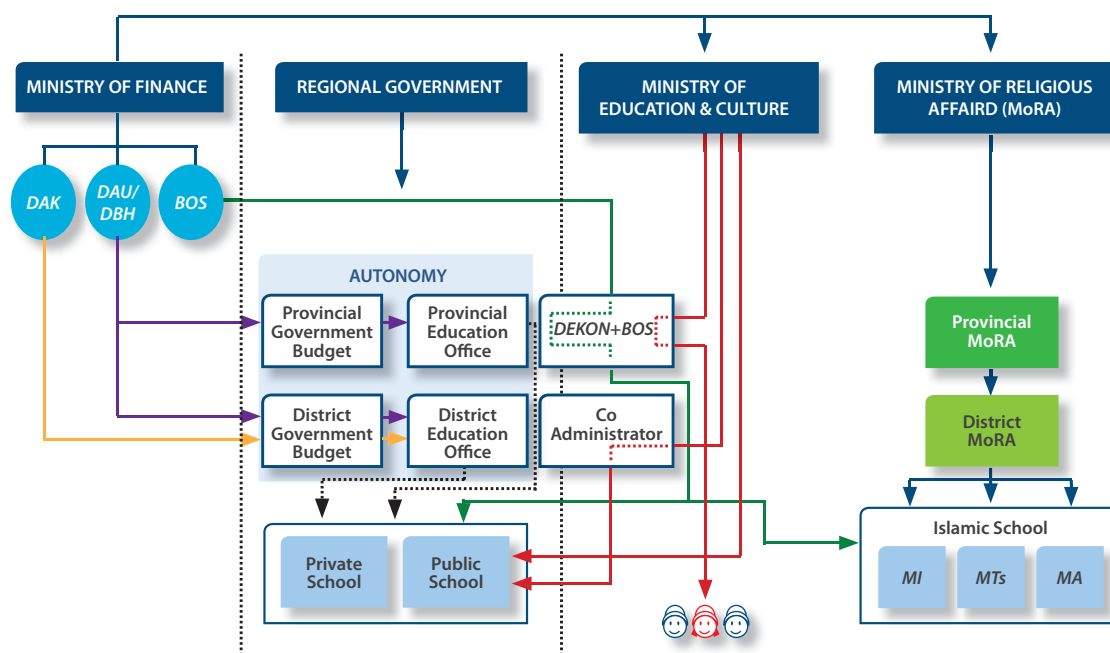 MINISTRY OF FINANCE
REGIONAL GOVERNMENT
MINISTRY OF
EDUCATION & CULTURE
MINISTRY OF RELIGIOUS
AFFAIRD (MoRA)
DAK
DAU/
DBH
BOS
AUTONOMY
Provincial
Government
Budget
Provincial
Education
Office
DEKON+BOS
Provincial
MoRA
District
Government
Budget
District
Education
Office
Co
Administrator
District
MoRA
Private
School
Public
School
Islamic School
MI
MTs
MA